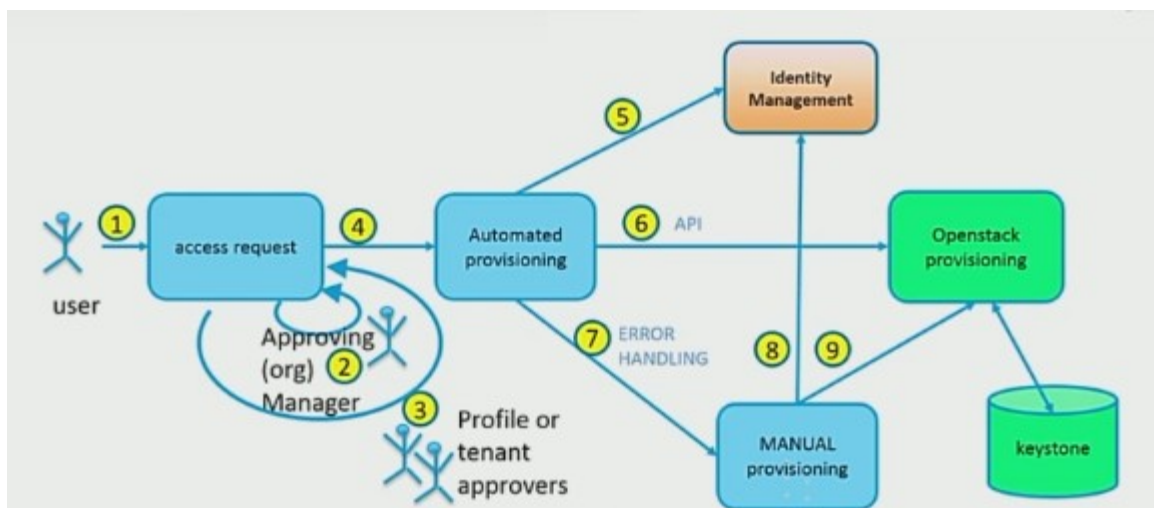 Identity
Management
5
1
4
6 API
access request
Automated
provisioning
Openstack
provisioning
user
Approving
(org) 2
Manager
7 ERROR
HANDLING
8 9
3 Profile or
tenant
approvers
MANUAL
provisioning
keystone